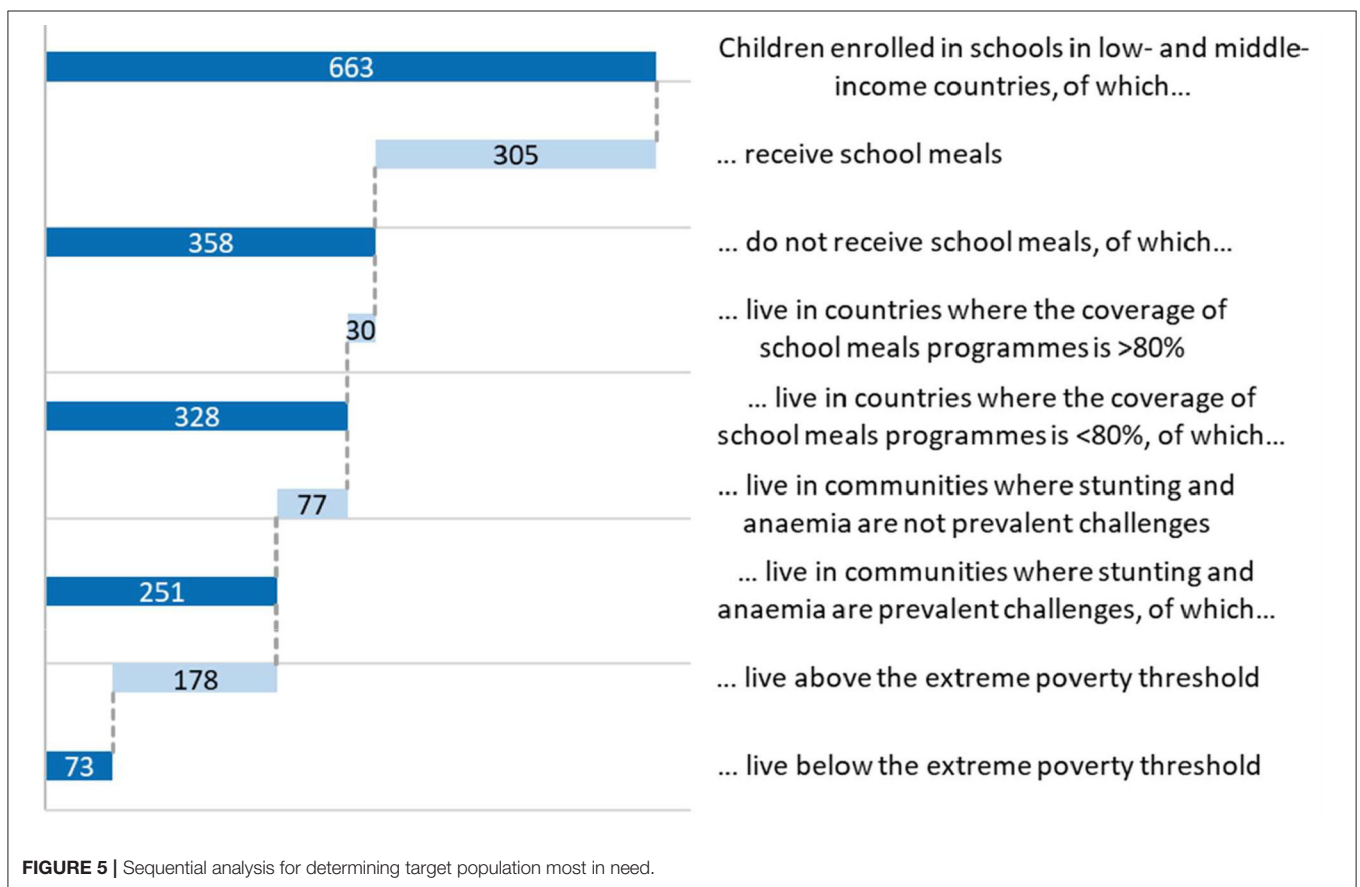 663
Children enrolled in schools in low- and middle-
income countries, of which...
305
... receive school meals
358
... do not receive school meals, of which...
30
... live in countries where the coverage of
school meals programmes is >80%
328
... live in countries where the coverage of
school meals programmes is <80%, of which...
77
... live in communities where stunting and
anaemia are not prevalent challenges
251
... live in communities where stunting and
anaemia are prevalent challenges, of which...
178
... live above the extreme poverty threshold
73
... live below the extreme poverty threshold
FIGURE 5 | Sequential analysis for determining target population most in need.